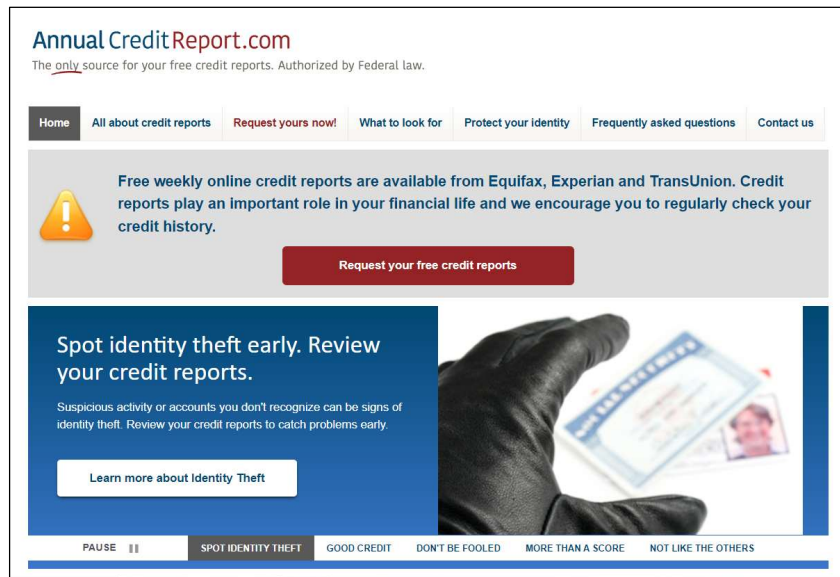 AnnualCreditReport.com
The only source for your free credit reports. Authorized by Federal law.
Home All about credit reports Request yours now! What to look for Protect your identity Frequently asked questions Contact us
Free weekly online credit reports are available from Equifax, Experian and TransUnion. Credit
reports play an important role in your financial life and we encourage you to regularly check your
credit history.
Request your free credit reports
Spot identity theft early. Review
your credit reports.
Suspicious activity or accounts you don't recognize can be signs of
identity theft. Review your credit reports to catch problems early.
Learn more about Identity Theft
SOCIAL SECURITY
PAUSE SPOT IDENTITY THEFT GOOD CREDIT DON'T BE FOOLED MORE THAN A SCORE NOT LIKE THE OTHERS